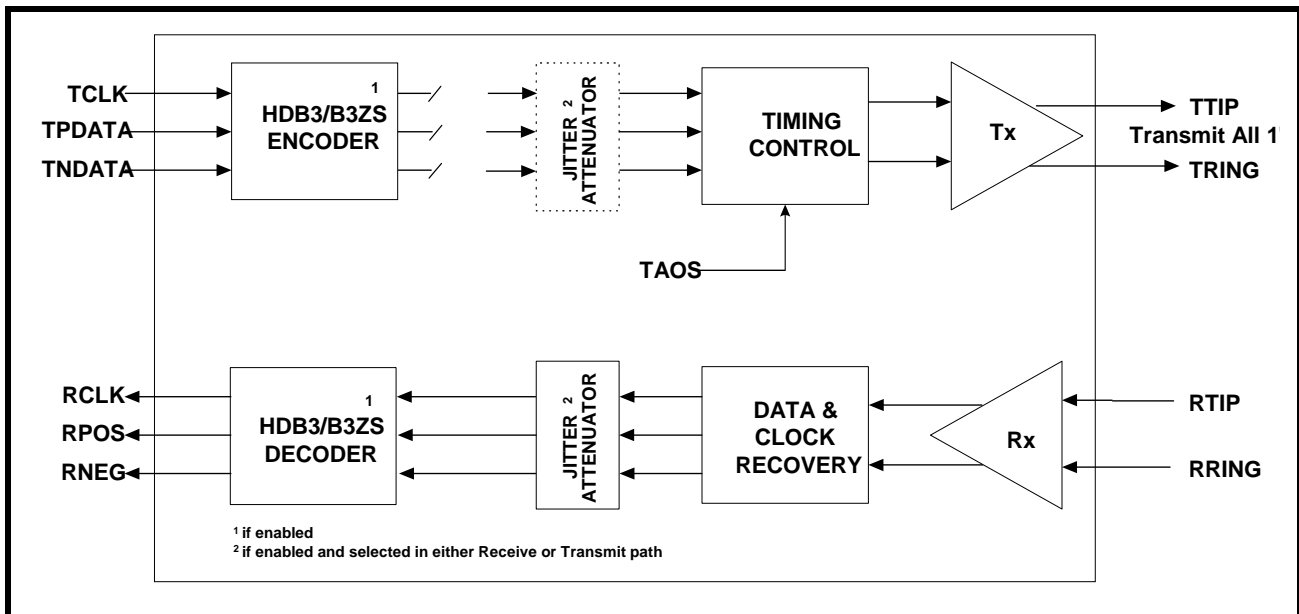 TCLK
TPDATA
TNDATA
1
HDB3/B3ZS
ENCODER
JITTER 2
ATTENUATOR
TIMING
CONTROL
Tx
TTIP
Transmit All 1'
TRING
TAOS
RCLK
RPOS
RNEG
1
HDB3/B3ZS
DECODER
JITTER 2
ATTENUATOR
DATA &
CLOCK
RECOVERY
Rx
RTIP
RRING
1 if enabled
2 if enabled and selected in either Receive or Transmit path